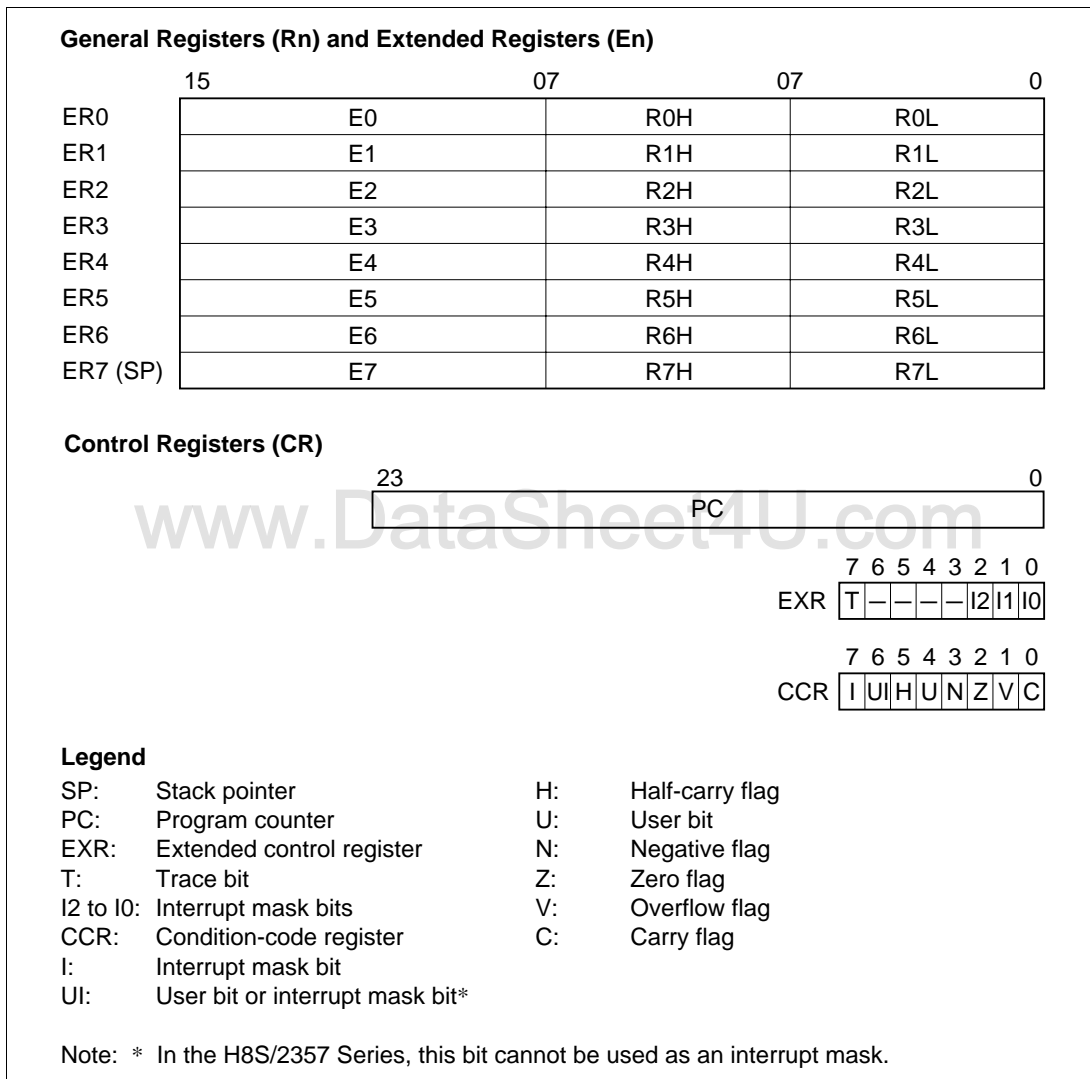 General Registers (Rn) and Extended Registers (En)
15 07 07 0
ER0 E0 R0H R0L
ER1 E1 R1H R1L
ER2 E2 R2H R2L
ER3 E3 R3H R3L
ER4 E4 R4H R4L
ER5 E5 R5H R5L
ER6 E6 R6H R6L
ER7 (SP) E7 R7H R7L
Control Registers (CR)
23 0
PC
www.DataSheet4U.com
7 6 5 4 3 2 1 0
EXR T — — — — I2 I1 I0
7 6 5 4 3 2 1 0
CCR I UI H U N Z V C
Legend
SP: Stack pointer H: Half-carry flag
PC: Program counter U: User bit
EXR: Extended control register N: Negative flag
T: Trace bit Z: Zero flag
I2 to I0: Interrupt mask bits V: Overflow flag
CCR: Condition-code register C: Carry flag
I: Interrupt mask bit
UI: User bit or interrupt mask bit*
Note: * In the H8S/2357 Series, this bit cannot be used as an interrupt mask.